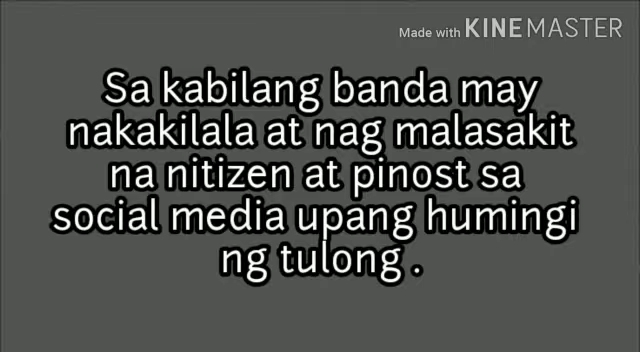 Made with KINEMASTER
Sa kabilang banda may
nakakilala at nag malasakit
na nitizen at pinost sa
social media upang humingi
ng tulong .